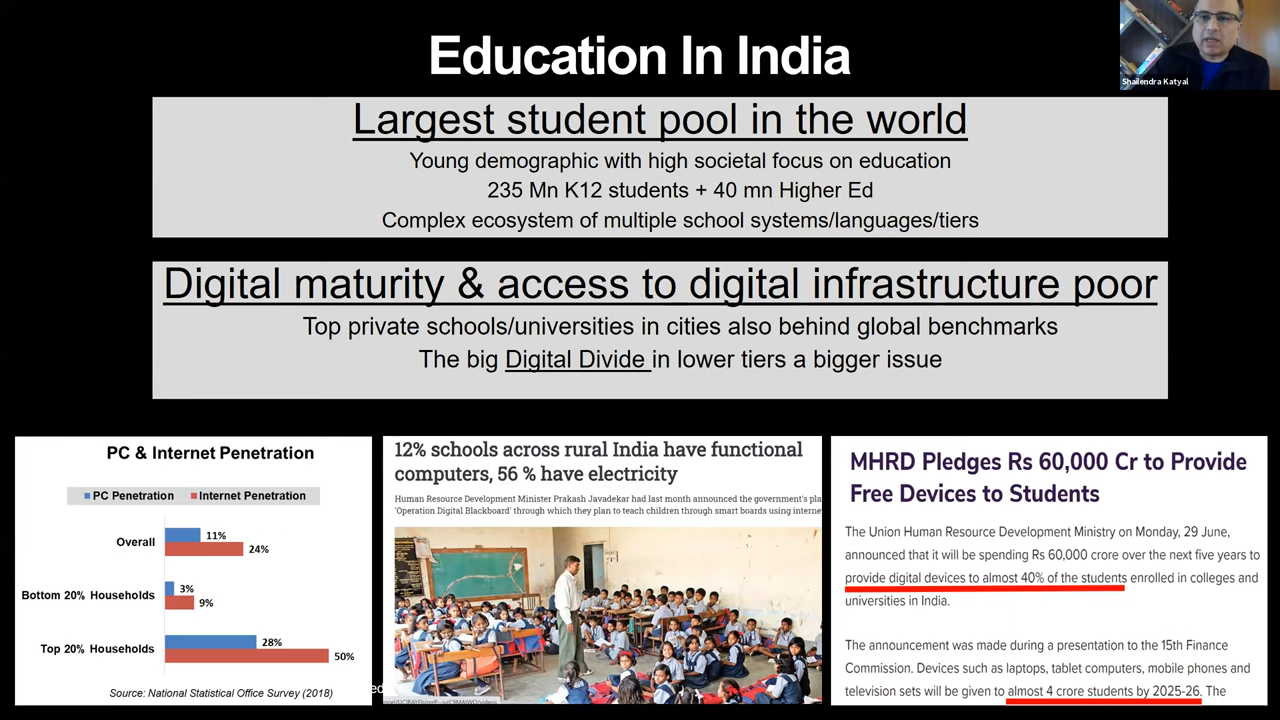 Education In India
Shailendra Katyal
Largest student pool in the world
Young demographic with high societal focus on education
235 Mn K12 students + 40 mn Higher Ed
Complex ecosystem of multiple school systems/languages/tiers
Digital maturity & access to digital infrastructure poor
Top private schools/universities in cities also behind global benchmarks
The big Digital Divide in lower tiers a bigger issue
PC & Internet Penetration
PC Penetration Internet Penetration
Overall 11%
24%
Bottom 20% Households 3%
9%
Top 20% Households 28%
50%
Source: National Statistical Office Survey (2018)
12% schools across rural India have functional
computers, 56 % have electricity
Human Resource Development Minister Prakash Javadekar had last month announced the government's pla
'Operation Digital Blackboard' through which they plan to teach children through smart boards using interne
MHRD Pledges Rs 60,000 Cr to Provide
Free Devices to Students
The Union Human Resource Development Ministry on Monday, 29 June,
announced that it will be spending Rs 60,000 crore over the next five years to
provide digital devices to almost 40% of the students enrolled in colleges and
universities in India.
The announcement was made during a presentation to the 15th Finance
Commission. Devices such as laptops, tablet computers, mobile phones and
television sets will be given to almost 4 crore students by 2025-26. The